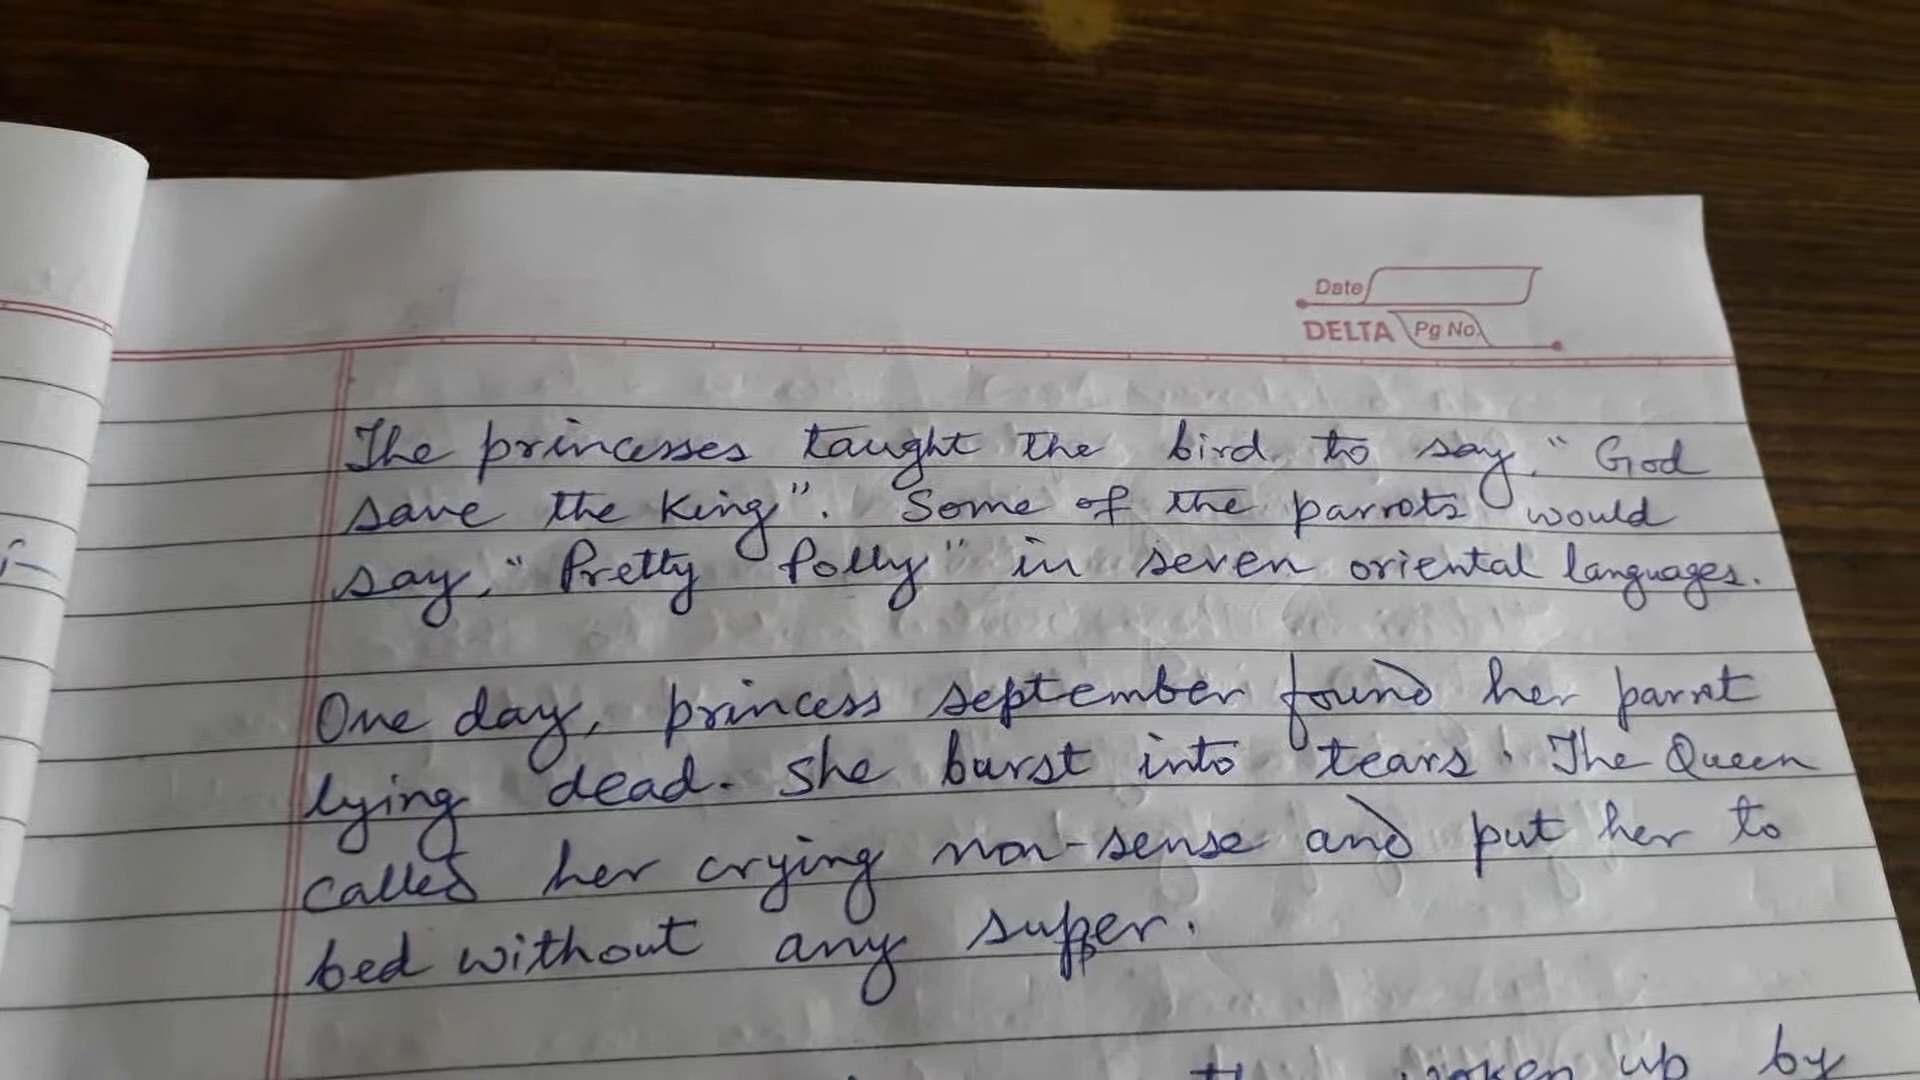 Date
DELTA Pg No.
The princesses taught the bird to say, "God
save the King". Some of the parrots would
say, "Pretty Polly" in seven oriental languages.
One day, princess september found her parrot
lying dead. She burst into tears. The Queen
called her crying non-sense and put her to
bed without any supper.
up by